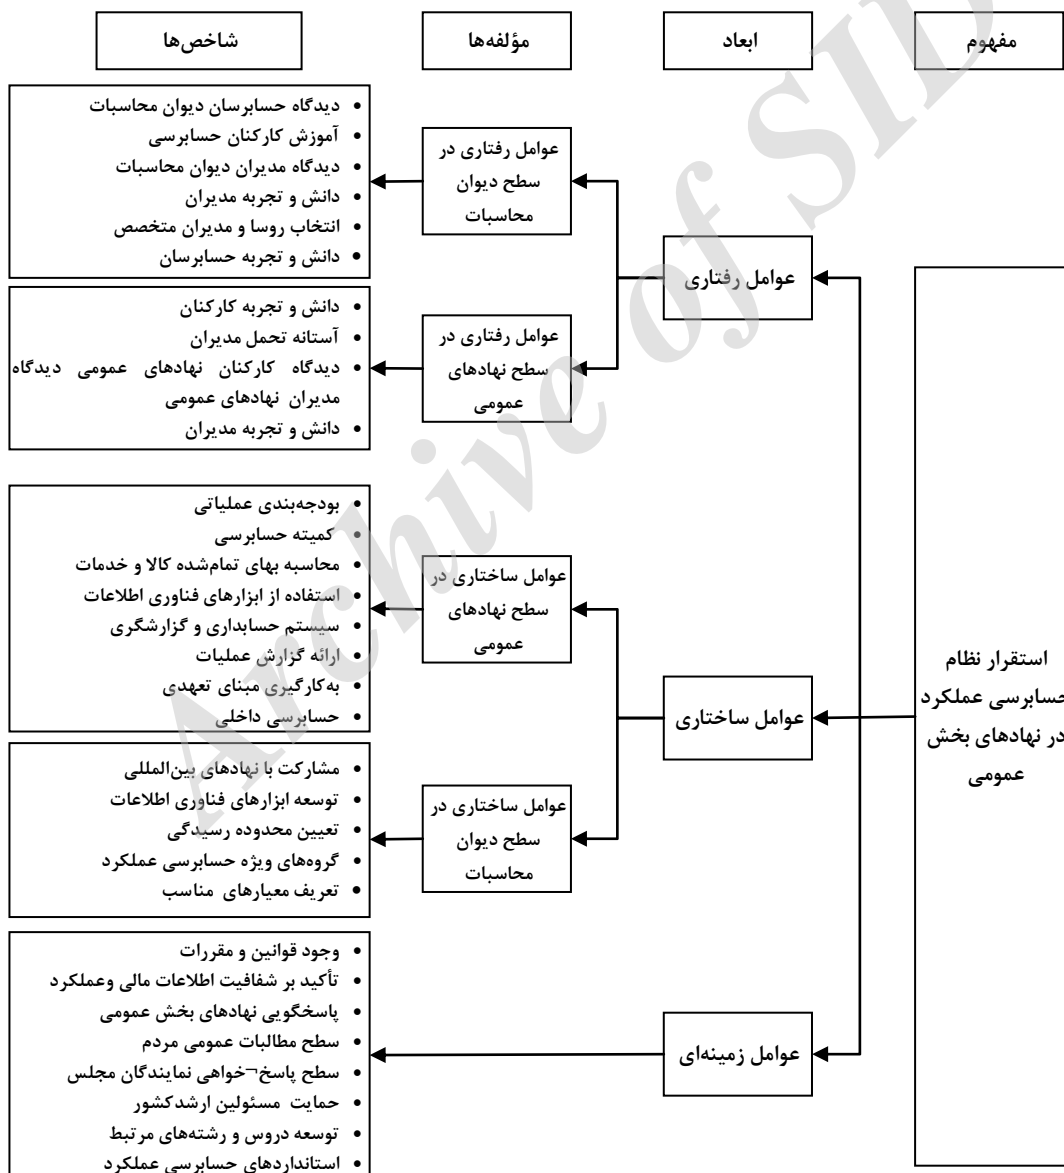 مفهوم
ابعاد
مؤلفه‌ها
شاخص‌ها
استقرار نظام
حسابرسی عملکرد
در نهادهای بخش
عمومی
عوامل رفتاری
عوامل رفتاری در
سطح دیوان
محاسبات
• دیدگاه حسابرسان دیوان محاسبات
• آموزش کارکنان حسابرسی
• دیدگاه مدیران دیوان محاسبات
• دانش و تجربه مدیران
• انتخاب روسا و مدیران متخصص
• دانش و تجربه حسابرسان
عوامل رفتاری در
سطح نهادهای
عمومی
• دانش و تجربه کارکنان
• آستانه تحمل مدیران
• دیدگاه کارکنان نهادهای عمومی دیدگاه
مدیران نهادهای عمومی
• دانش و تجربه مدیران
عوامل ساختاری
عوامل ساختاری در
سطح نهادهای
عمومی
• بودجه‌بندی عملیاتی
• کمیته حسابرسی
• محاسبه بهای تمام‌شده کالا و خدمات
• استفاده از ابزارهای فناوری اطلاعات
• سیستم حسابداری و گزارشگری
• ارائه گزارش عملیات
• به‌کارگیری مبنای تعهدی
• حسابرسی داخلی
عوامل ساختاری در
سطح دیوان
محاسبات
• مشارکت با نهادهای بین‌المللی
• توسعه ابزارهای فناوری اطلاعات
• تعیین محدوده رسیدگی
• گروه‌های ویژه حسابرسی عملکرد
• تعریف معیارهای مناسب
عوامل زمینه‌ای
• وجود قوانین و مقررات
• تأکید بر شفافیت اطلاعات مالی وعملکرد
• پاسخگویی نهادهای بخش عمومی
• سطح مطالبات عمومی مردم
• سطح پاسخ¬خواهی نمایندگان مجلس
• حمایت مسئولین ارشدکشور
• توسعه دروس و رشته‌های مرتبط
• استانداردهای حسابرسی عملکرد
Archive of SID